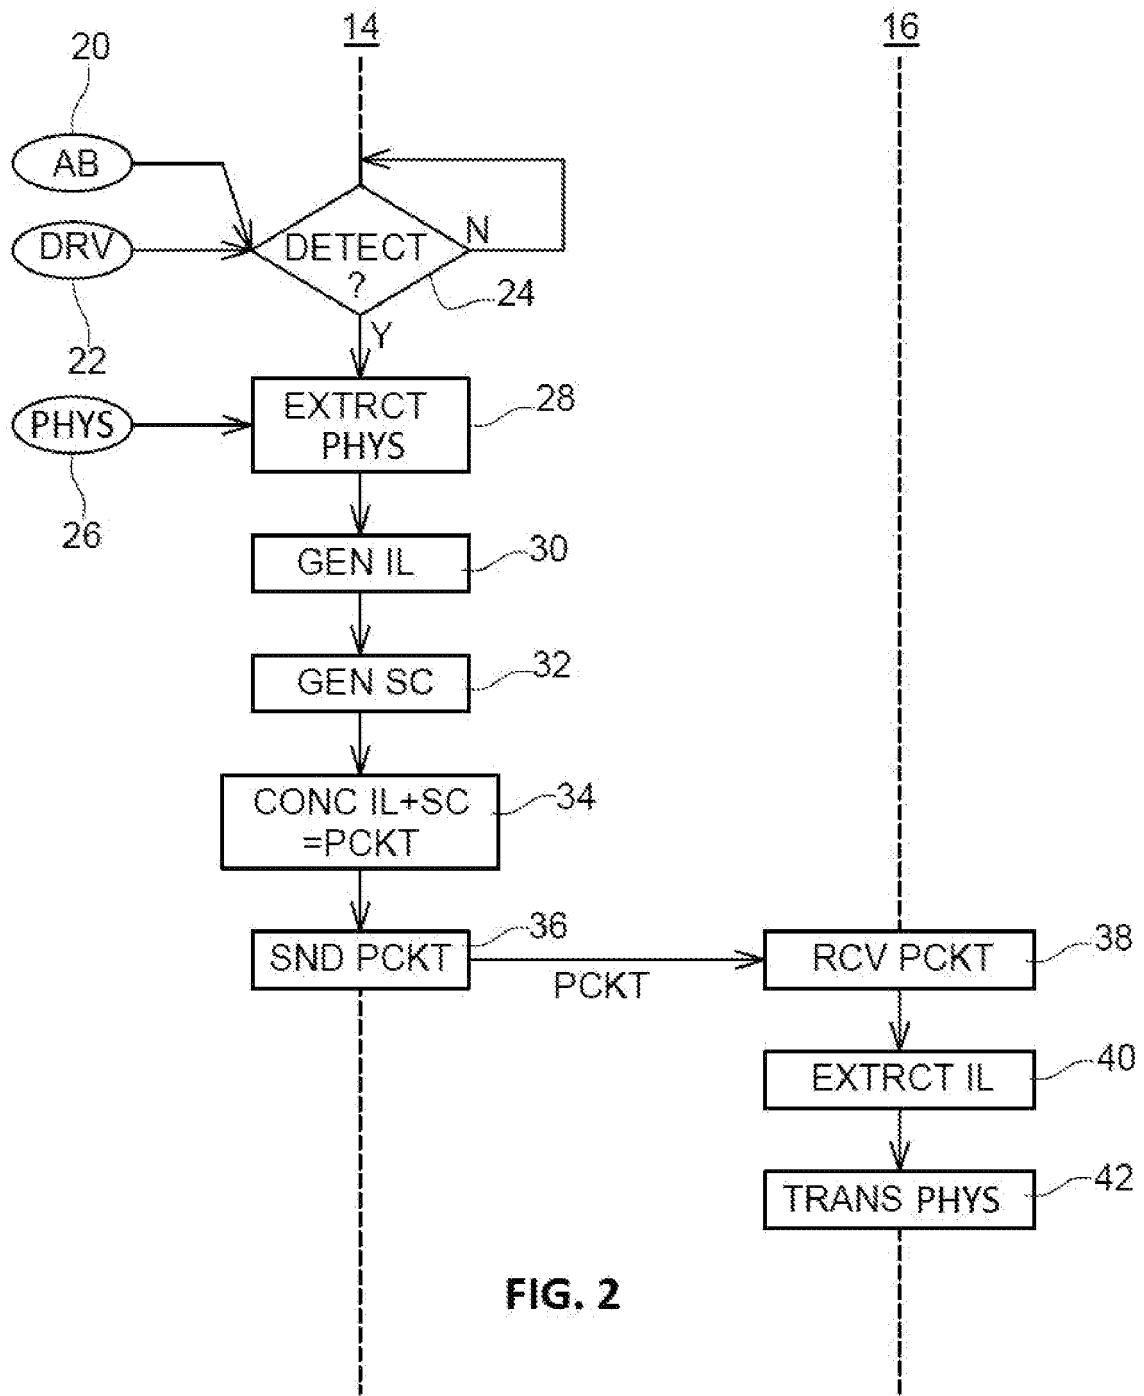 14
16
20
AB
DRV
DETECT
?
N
24
22
Y
PHYS
EXTRCT
PHYS
28
26
GEN IL
30
GEN SC
32
CONC IL+SC
=PCKT
34
SND PCKT
36
PCKT
RCV PCKT
38
EXTRCT IL
40
TRANS PHYS
42
FIG. 2